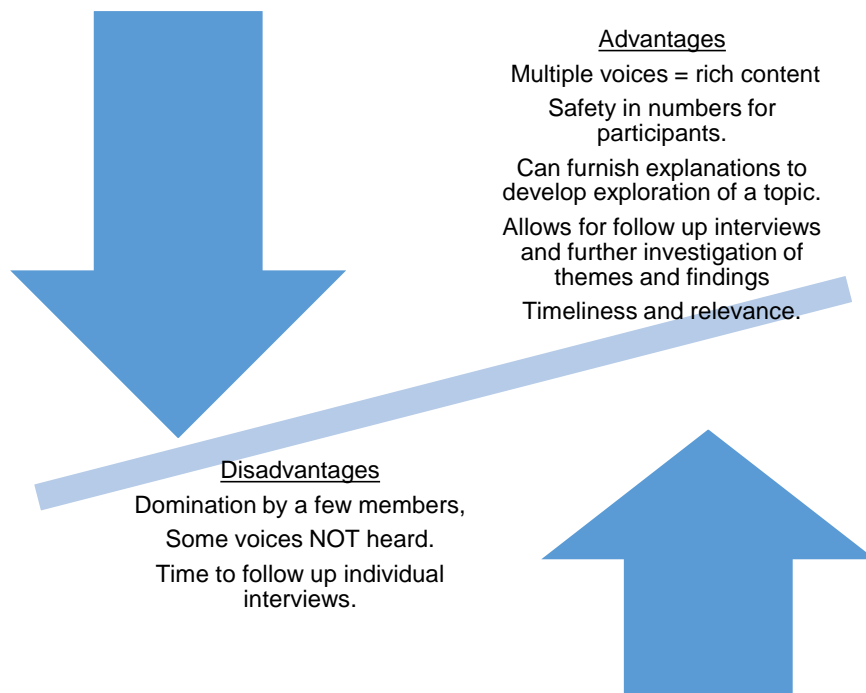 Advantages
Multiple voices = rich content
Safety in numbers for
participants.
Can furnish explanations to
develop exploration of a topic.
Allows for follow up interviews
and further investigation of
themes and findings
Timeliness and relevance.
Disadvantages
Domination by a few members,
Some voices NOT heard.
Time to follow up individual
interviews.